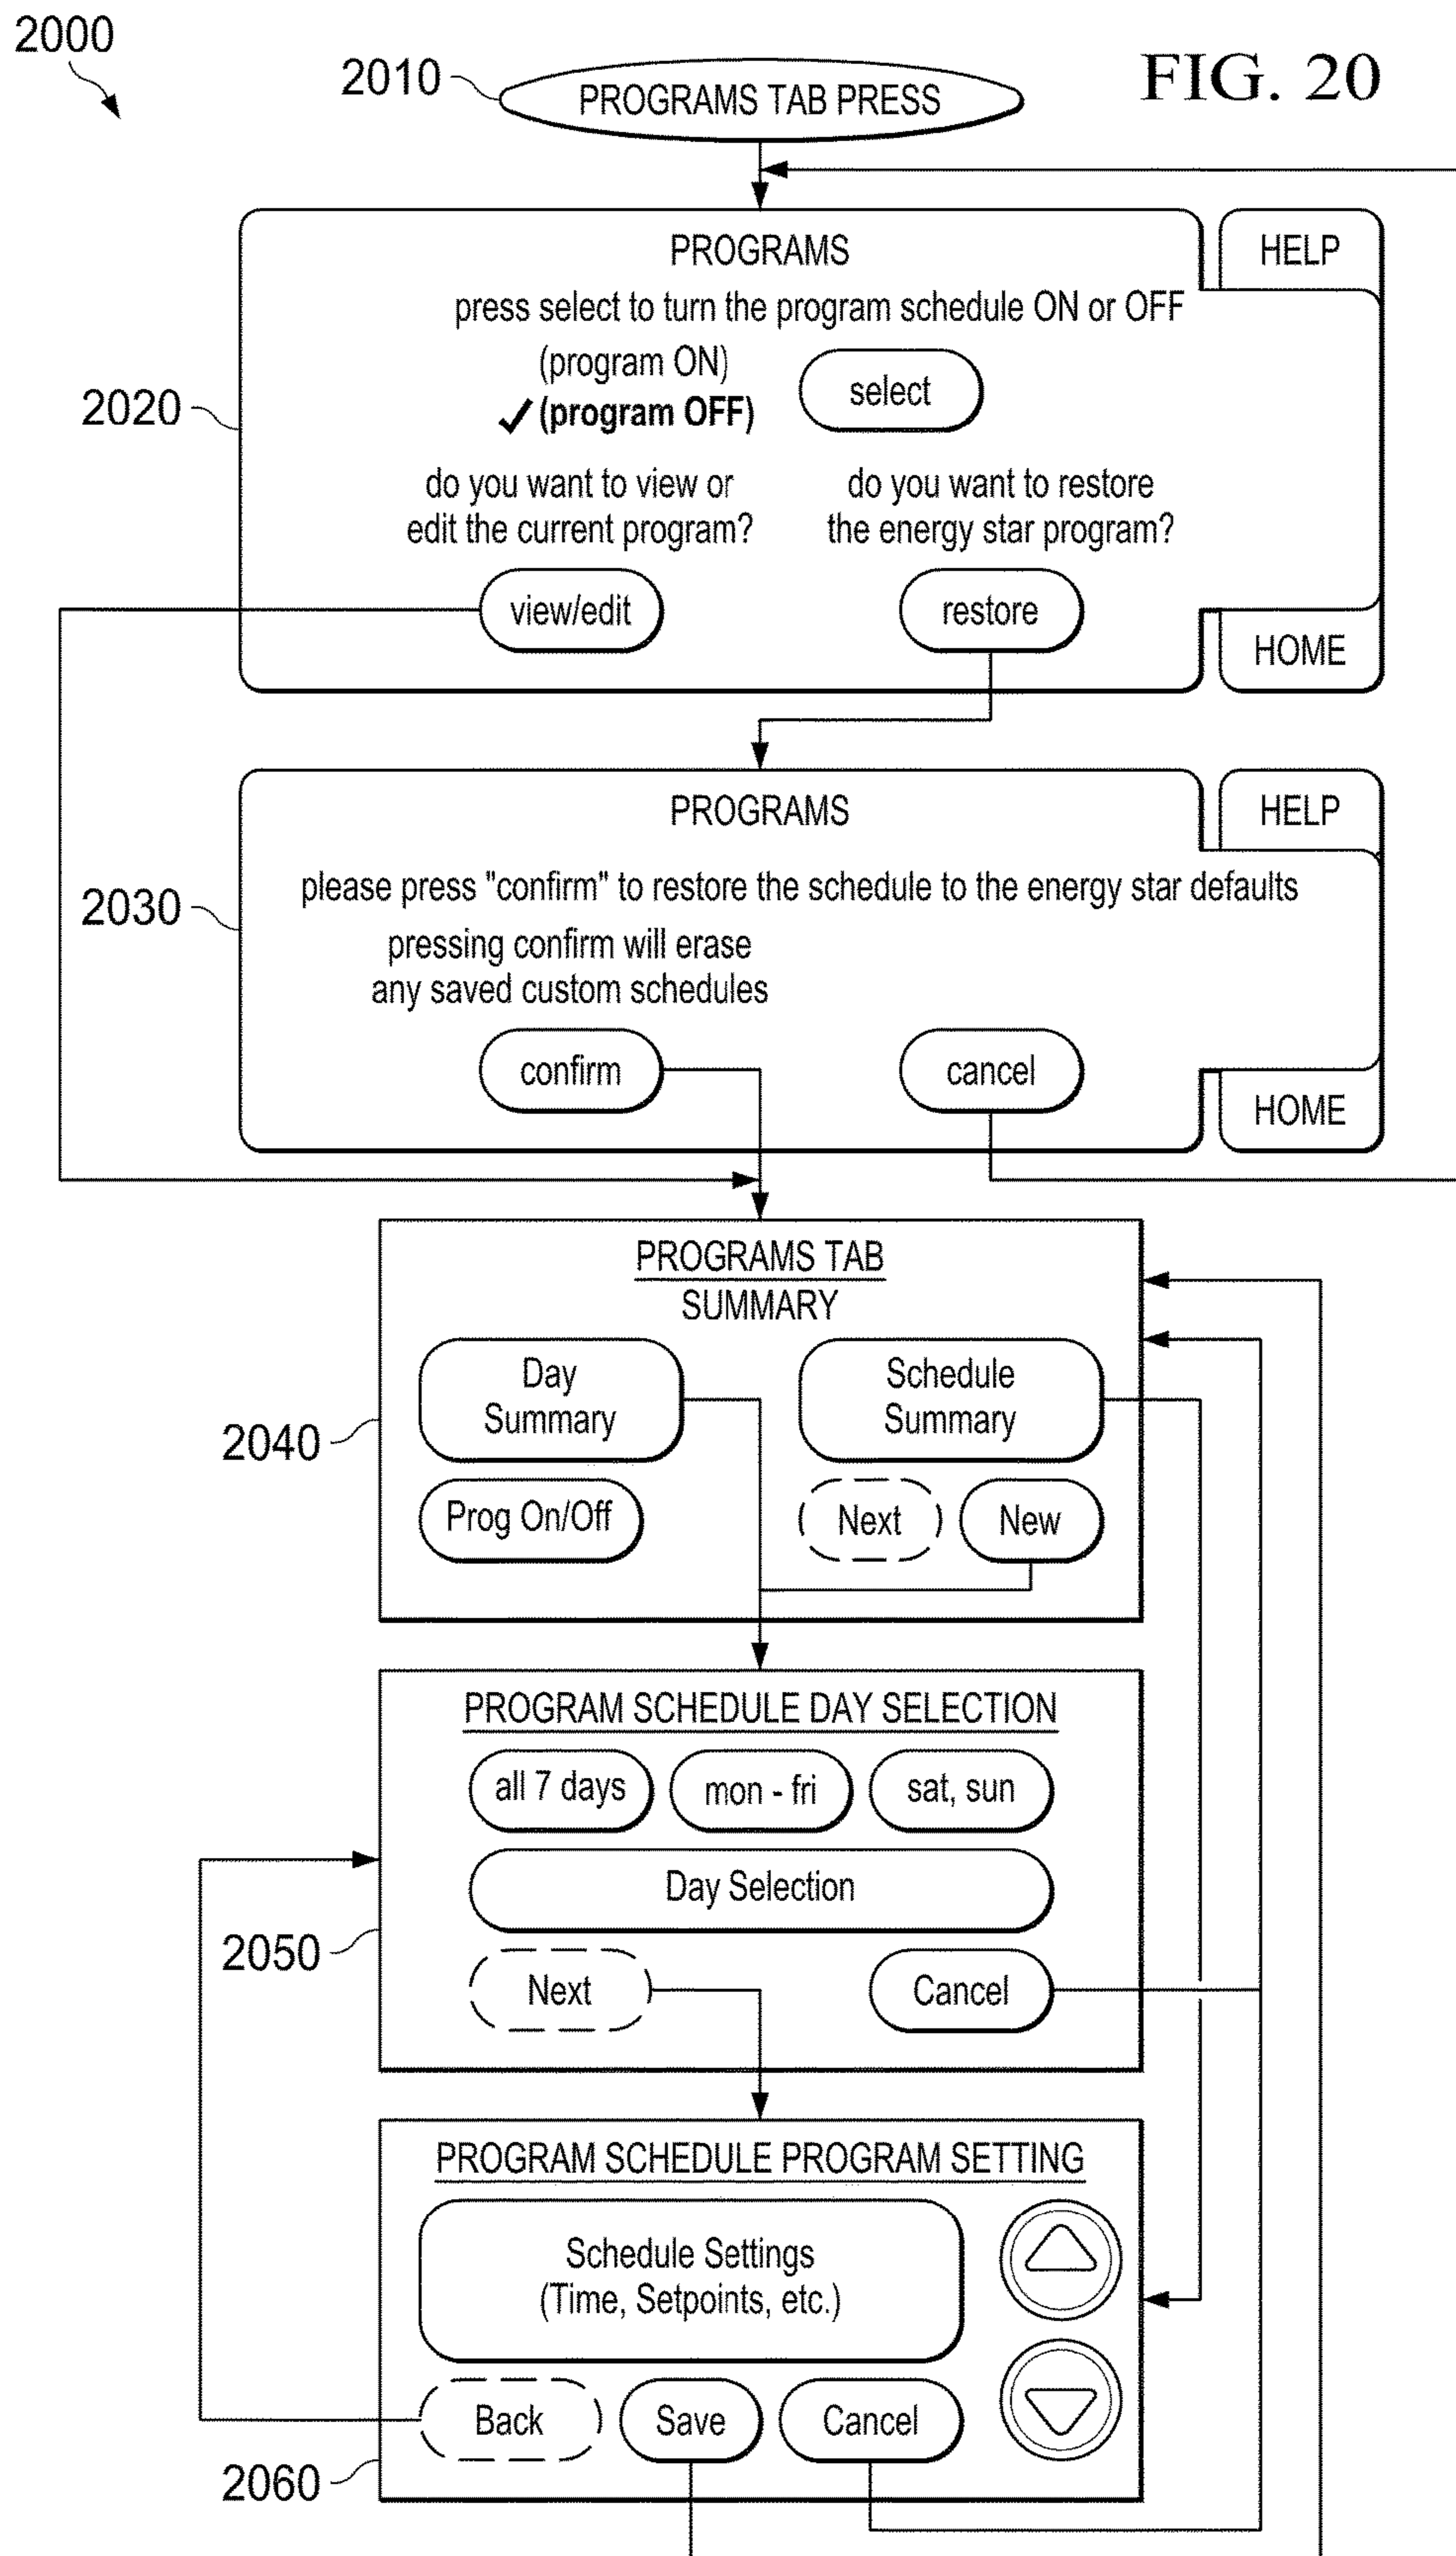 2000
2010
PROGRAMS TAB PRESS
FIG. 20
PROGRAMS
HELP
press select to turn the program schedule ON or OFF
(program ON)
select
2020
✓ (program OFF)
do you want to view or
edit the current program?
do you want to restore
the energy star program?
view/edit
restore
HOME
PROGRAMS
HELP
please press "confirm" to restore the schedule to the energy star defaults
2030
pressing confirm will erase
any saved custom schedules
confirm
cancel
HOME
PROGRAMS TAB
SUMMARY
Day
Summary
Schedule
Summary
2040
Prog On/Off
Next
New
PROGRAM SCHEDULE DAY SELECTION
all 7 days
mon - fri
sat, sun
Day Selection
2050
Next
Cancel
PROGRAM SCHEDULE PROGRAM SETTING
Schedule Settings
(Time, Setpoints, etc.)
Back
Save
Cancel
2060